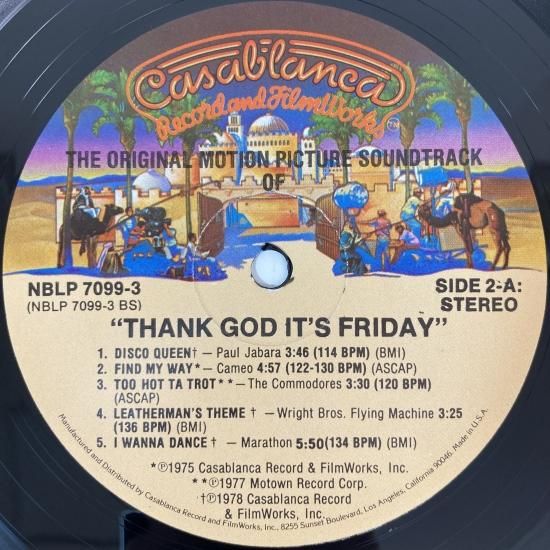 Casablanca
Record and FilmWorks
TM
THE ORIGINAL MOTION PICTURE SOUNDTRACK
OF
NBLP 7099-3
(NBLP 7099-3 BS)
SIDE 2-A:
STEREO
"THANK GOD IT'S FRIDAY"
1. DISCO QUEEN† — Paul Jabara 3:46 (114 BPM) (BMI)
2. FIND MY WAY* — Cameo 4:57 (122-130 BPM) (ASCAP)
3. TOO HOT TA TROT** — The Commodores 3:30 (120 BPM)
(ASCAP)
4. LEATHERMAN'S THEME † — Wright Bros. Flying Machine 3:25
(136 BPM) (BMI)
5. I WANNA DANCE † — Marathon 5:50 (134 BPM) (BMI)
*℗1975 Casablanca Record & FilmWorks, Inc.
**℗1977 Motown Record Corp.
†℗1978 Casablanca Record
& FilmWorks, Inc.
Manufactured and Distributed by Casablanca Record and FilmWorks, Inc., 8255 Sunset Boulevard, Los Angeles, California 90046. Made in U.S.A.